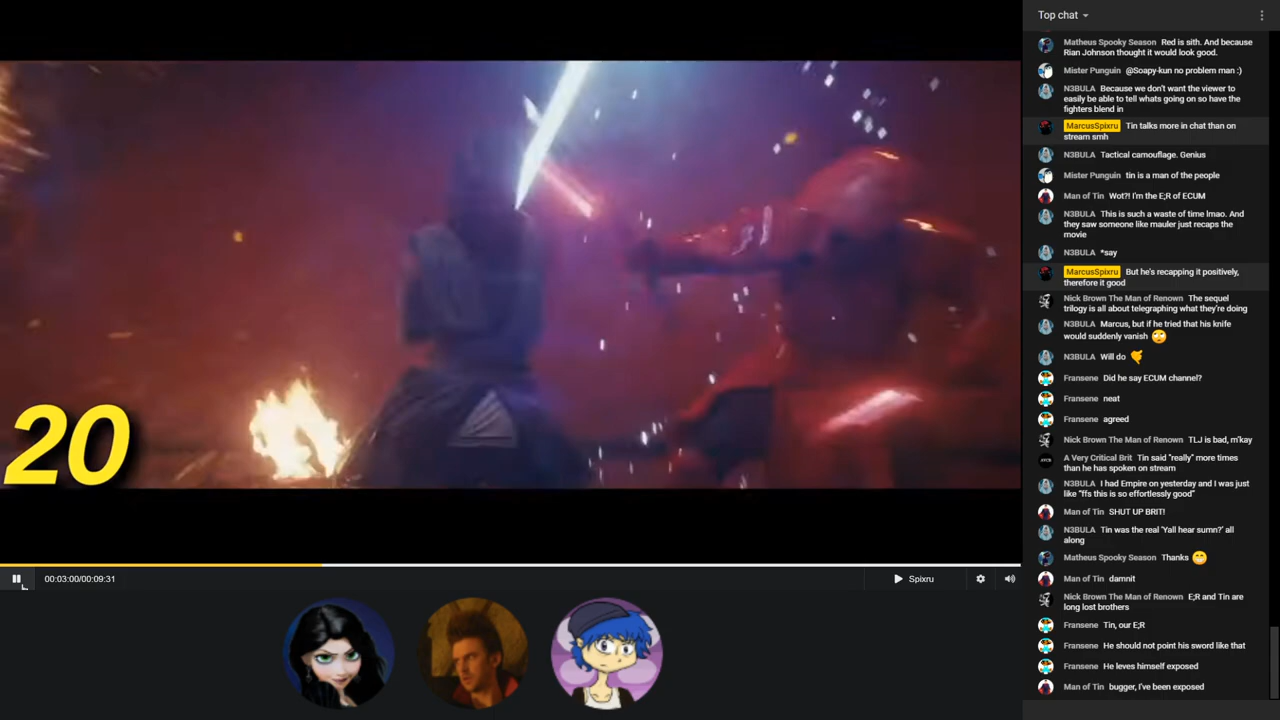 Top chat
Matheus Spooky Season Red is sith. And because
Rian Johnson thought it would look good.
Mister Punguin @Soapy-kun no problem man :)
N3BULA Because we don't want the viewer to
easily be able to tell whats going on so have the
fighters blend in
MarcusSpixru Tin talks more in chat than on
stream smh
N3BULA Tactical camouflage. Genius
Mister Punguin tin is a man of the people
Man of Tin Wot?! I'm the E;R of ECUM
N3BULA This is such a waste of time lmao. And
they saw someone like mauler just recaps the
movie
N3BULA *say
MarcusSpixru But he's recapping it positively,
therefore it good
Nick Brown The Man of Renown The sequel
trilogy is all about telegraphing what they're doing
N3BULA Marcus, but if he tried that his knife
would suddenly vanish 🙄
N3BULA Will do 🤙
Fransene Did he say ECUM channel?
Fransene neat
Fransene agreed
Nick Brown The Man of Renown TLJ is bad, m'kay
A Very Critical Brit Tin said "really" more times
than he has spoken on stream
N3BULA I had Empire on yesterday and I was just
like "ffs this is so effortlessly good"
Man of Tin SHUT UP BRIT!
N3BULA Tin was the real 'Yall hear sumn?' all
along
Matheus Spooky Season Thanks 😁
Man of Tin damnit
Nick Brown The Man of Renown E;R and Tin are
long lost brothers
Fransene Tin, our E;R
Fransene He should not point his sword like that
Fransene He leves himself exposed
Man of Tin bugger, I've been exposed
20
00:03:00/00:09:31
Spixru